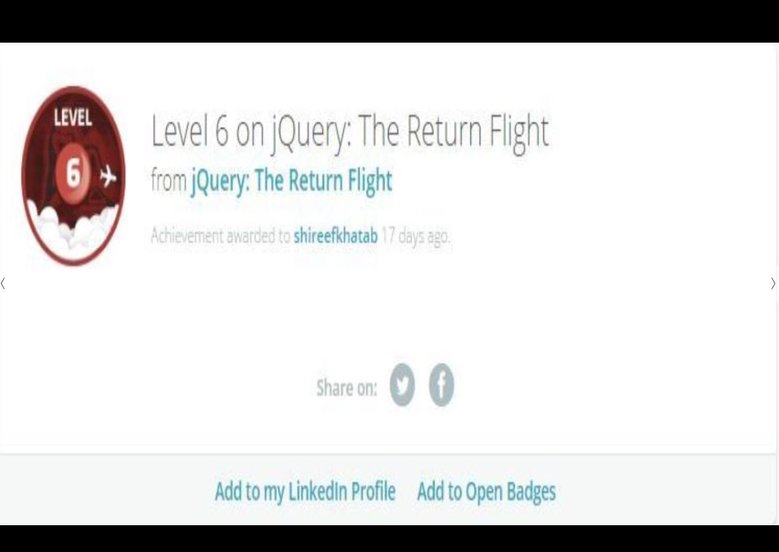 LEVEL
6
Level 6 on jQuery: The Return Flight
from jQuery: The Return Flight
Achievement awarded to shireefkhatab 17 days ago.
Share on:
Add to my LinkedIn Profile Add to Open Badges